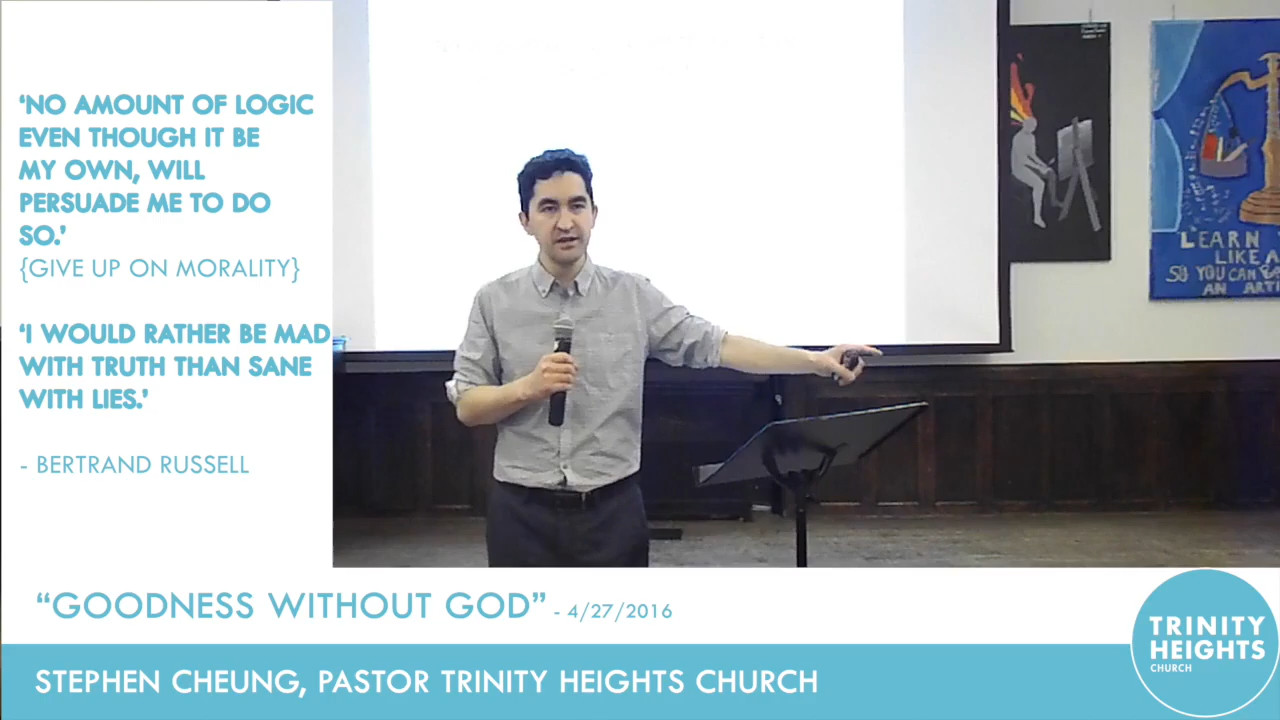 ‘NO AMOUNT OF LOGIC
EVEN THOUGH IT BE
MY OWN, WILL
PERSUADE ME TO DO
SO.’
{GIVE UP ON MORALITY}
‘I WOULD RATHER BE MAD
WITH TRUTH THAN SANE
WITH LIES.’
- BERTRAND RUSSELL
LEARN
LIKE A
SO YOU CAN
AN
“GOODNESS WITHOUT GOD” - 4/27/2016
STEPHEN CHEUNG, PASTOR TRINITY HEIGHTS CHURCH
TRINITY
HEIGHTS
CHURCH